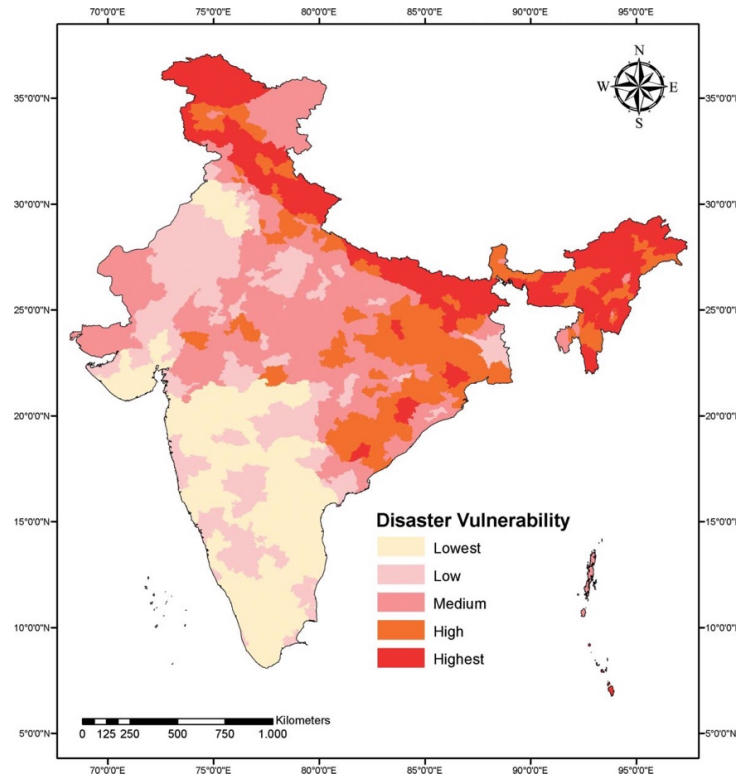 70°0'0"E 75°0'0"E 80°0'0"E 85°0'0"E 90°0'0"E 95°0'0"E
N
W E
S
35°0'0"N 35°0'0"N
30°0'0"N 30°0'0"N
25°0'0"N 25°0'0"N
20°0'0"N 20°0'0"N
15°0'0"N 15°0'0"N
10°0'0"N 10°0'0"N
5°0'0"N 5°0'0"N
Disaster Vulnerability
Lowest
Low
Medium
High
Highest
Kilometers
0 125 250 500 750 1.000
70°0'0"E 75°0'0"E 80°0'0"E 85°0'0"E 90°0'0"E 95°0'0"E